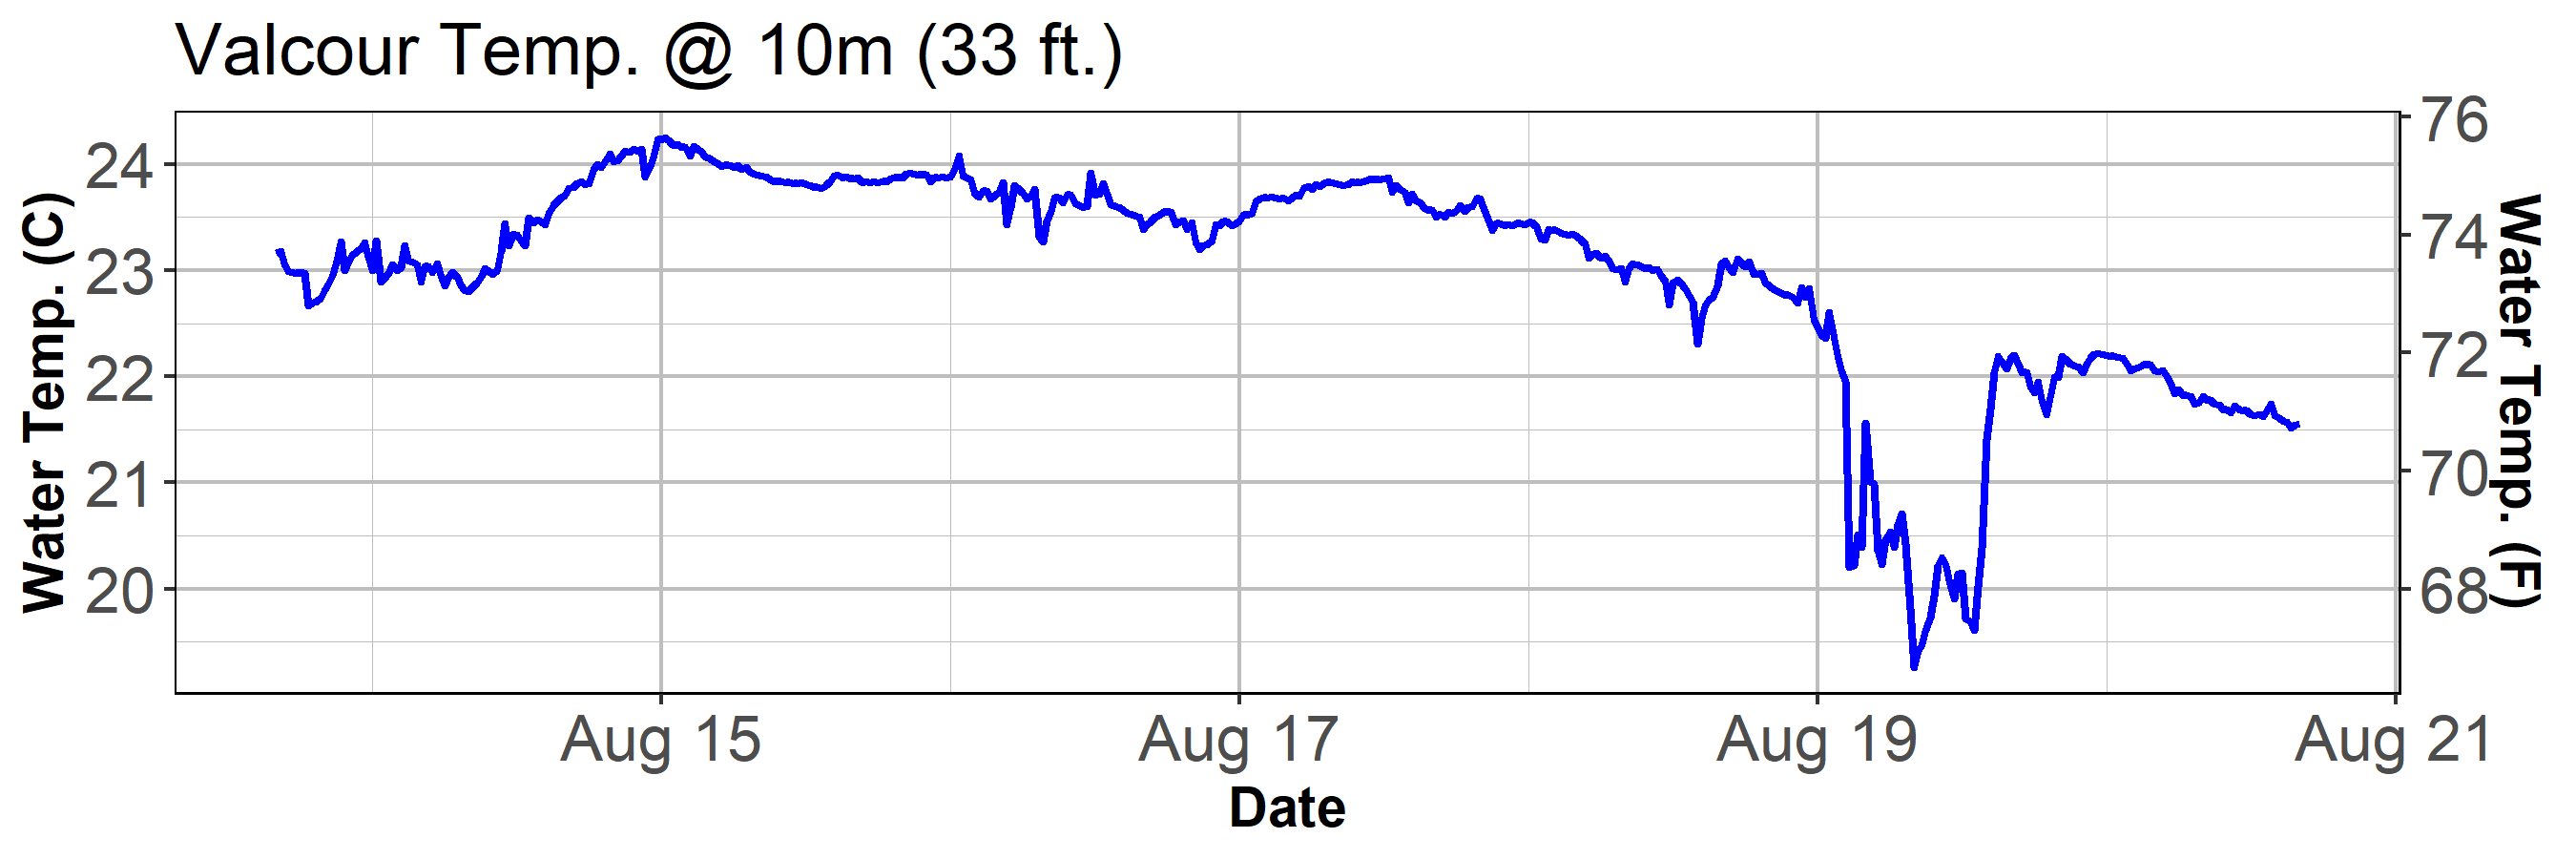 Valcour Temp. @ 10m (33 ft.)
Water Temp. (C)
24
23
22
21
20
76
74
72
70
68
Water Temp. (F)
Aug 15
Aug 17
Aug 19
Aug 21
Date